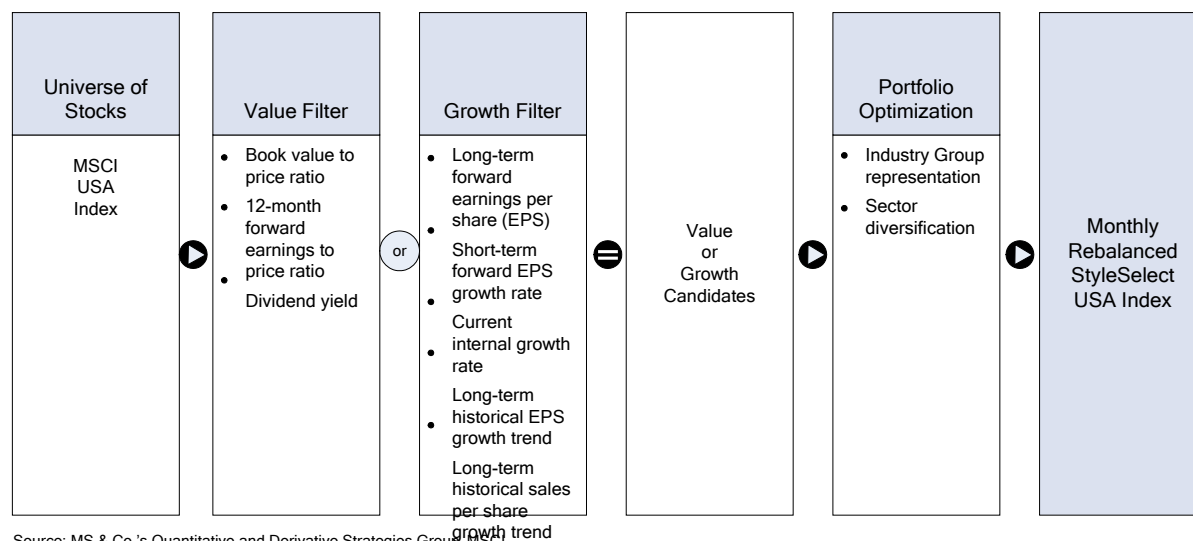 Universe of
Stocks
MSCI
USA
Index
Value Filter
• Book value to
price ratio
• 12-month
forward
earnings to
price ratio
• Dividend yield
or
Growth Filter
• Long-term
forward
earnings per
share (EPS)
• Short-term
forward EPS
growth rate
• Current
internal growth
rate
• Long-term
historical EPS
growth trend
• Long-term
historical sales
per share
growth trend
=
Value
or
Growth
Candidates
Portfolio
Optimization
• Industry Group
representation
• Sector
diversification
Monthly
Rebalanced
StyleSelect
USA Index
Source: MS & Co.'s Quantitative and Derivative Strategies Group, MSCI